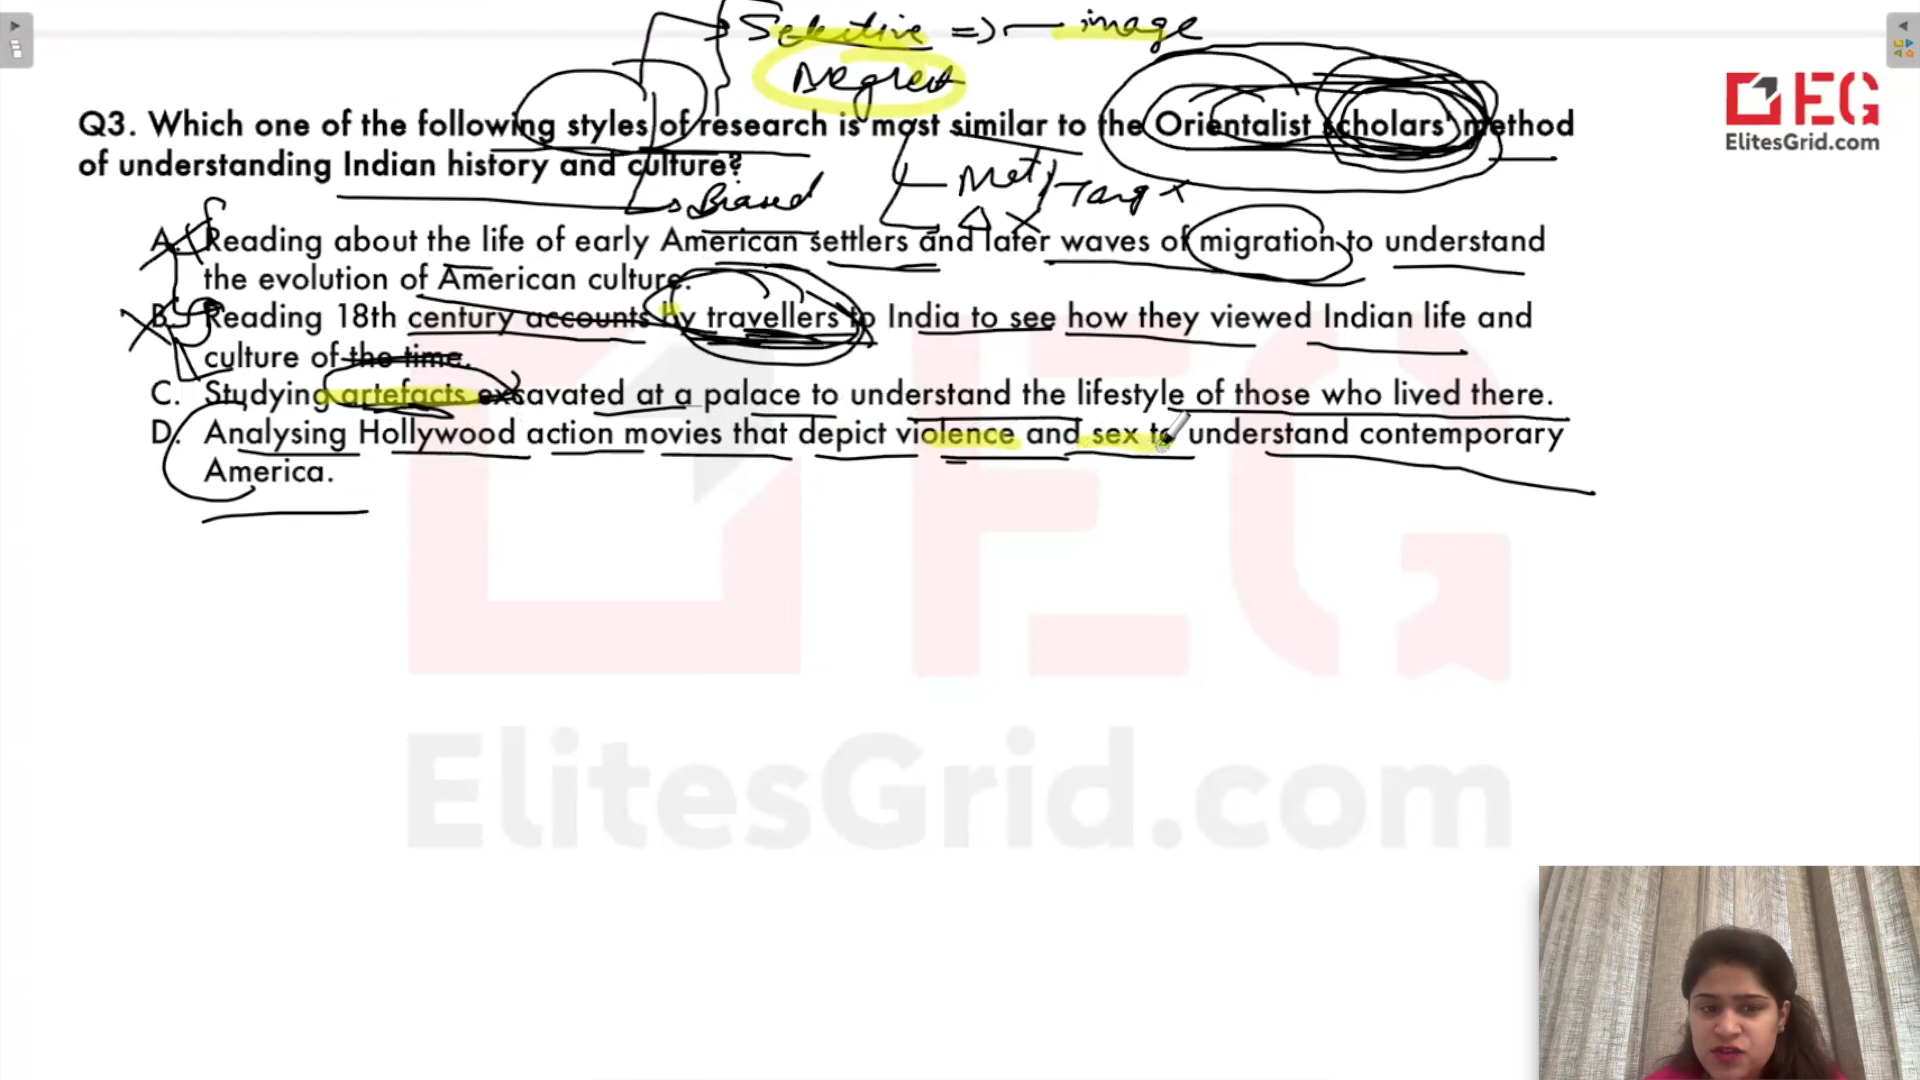 Selective => image
Neglect
EG
Q3. Which one of the following styles of research is most similar to the Orientalist scholars' method
ElitesGrid.com
of understanding Indian history and culture?
Biased
A. Reading about the life of early American settlers and later waves of migration to understand
the evolution of American culture.
B. Reading 18th century accounts by travellers to India to see how they viewed Indian life and
culture of the time.
C. Studying artefacts excavated at a palace to understand the lifestyle of those who lived there.
D. Analysing Hollywood action movies that depict violence and sex to understand contemporary
America.
EG
ElitesGrid.com